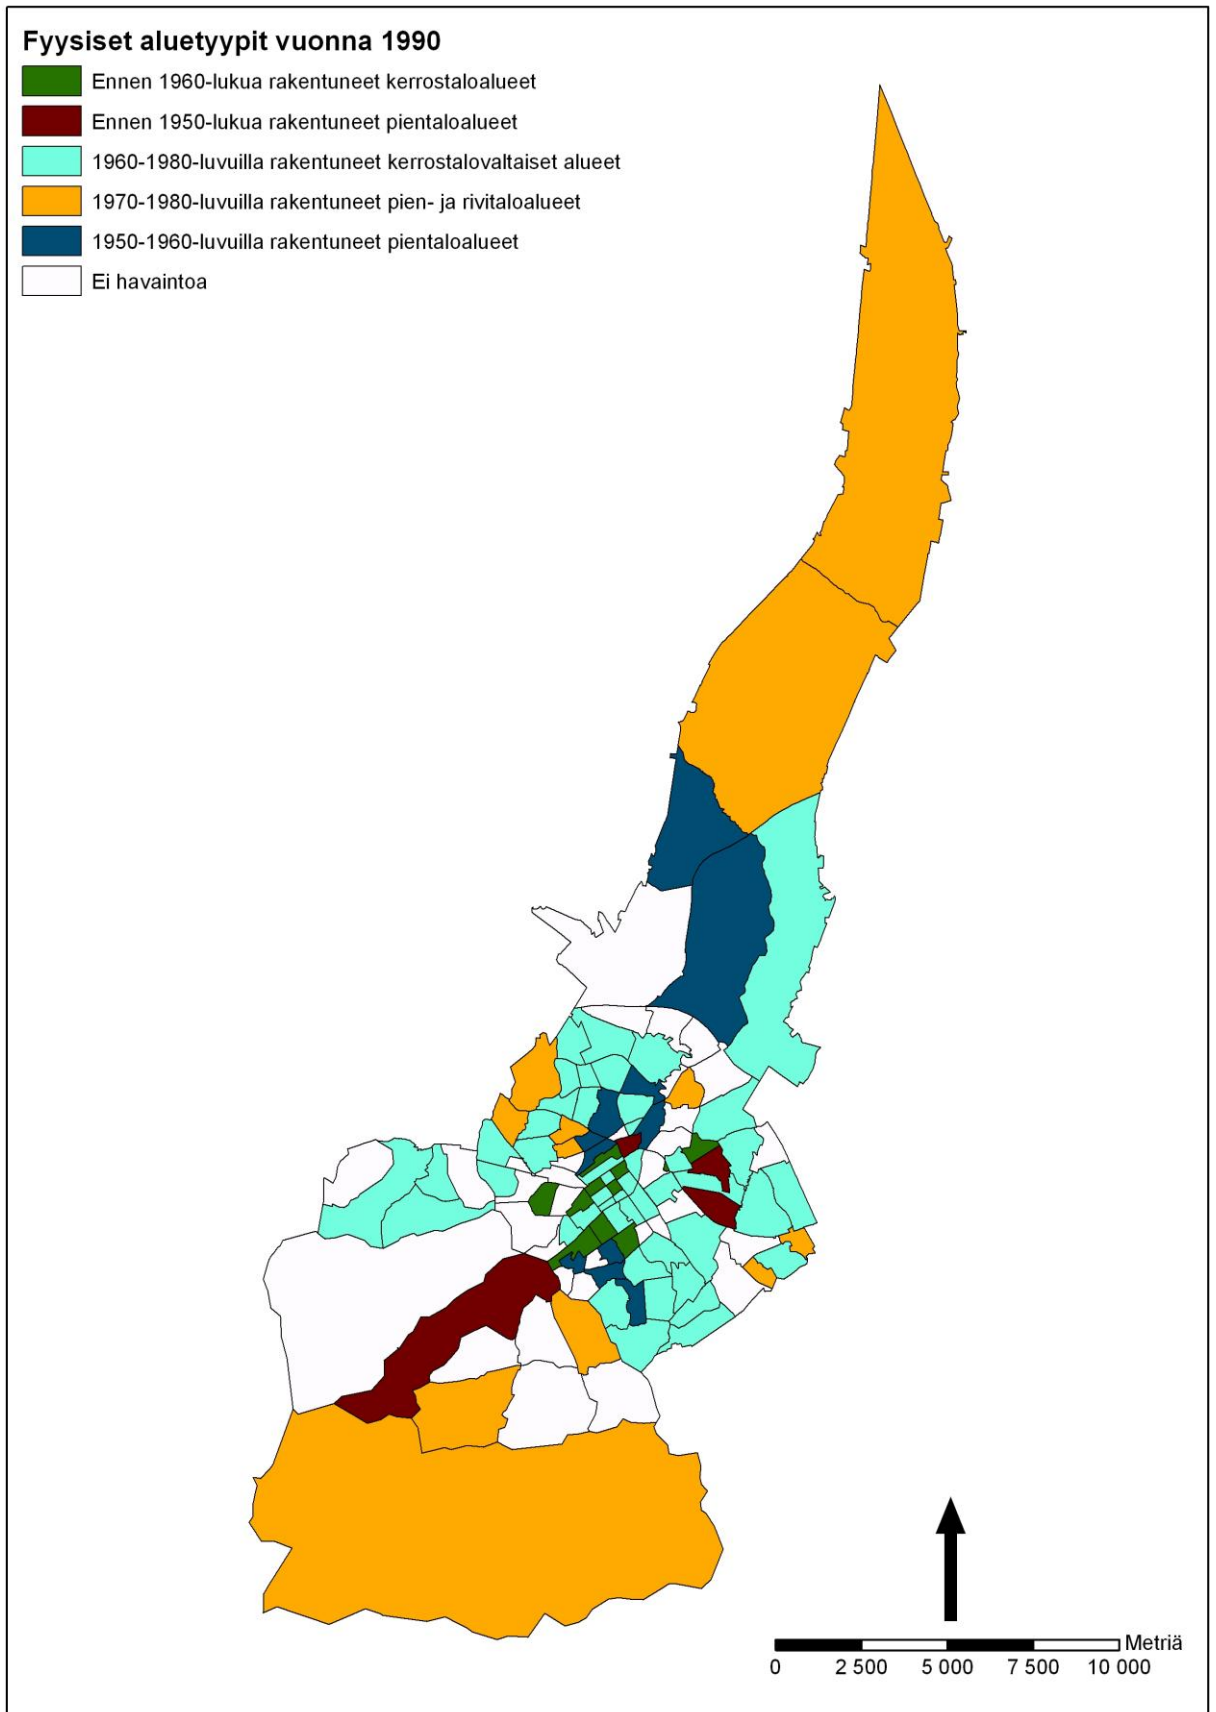 Fyysiset aluetyypit vuonna 1990
Ennen 1960-lukua rakentuneet kerrostaloalueet
Ennen 1950-lukua rakentuneet pientaloalueet
1960-1980-luvuilla rakentuneet kerrostalovaltaiset alueet
1970-1980-luvuilla rakentuneet pien- ja rivitaloalueet
1950-1960-luvuilla rakentuneet pientaloalueet
Ei havaintoa
Metriä
0 2 500 5 000 7 500 10 000